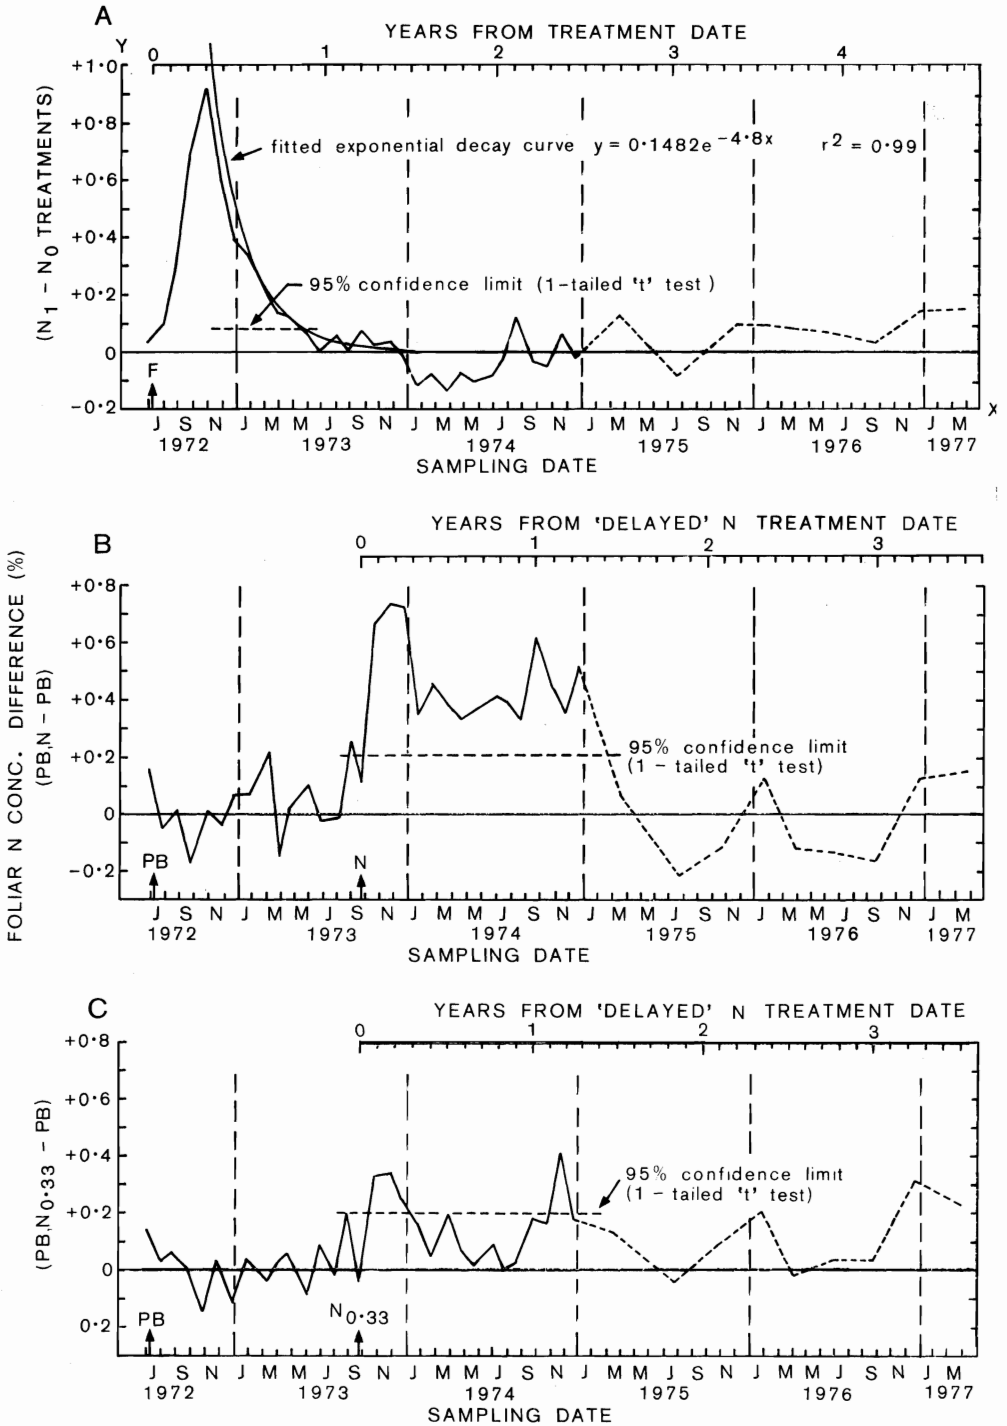 A
YEARS FROM TREATMENT DATE
Y 0 1 2 3 4
+1·0
+0·8
+0·6
+0·4
+0·2
0
−0·2
(N1 − N0 TREATMENTS)
fitted exponential decay curve y = 0·1482e−4·8x r2 = 0·99
95% confidence limit (1-tailed 't' test)
F
X
J S N J M M J S N J M M J S N J M M J S N J M M J S N J M
1972 1973 1974 1975 1976 1977
SAMPLING DATE
FOLIAR N CONC. DIFFERENCE (%)
B
YEARS FROM 'DELAYED' N TREATMENT DATE
0 1 2 3
+0·8
+0·6
+0·4
+0·2
0
−0·2
(PB,N − PB)
95% confidence limit
(1 − tailed 't' test)
PB N
J S N J M M J S N J M M J S N J M M J S N J M M J S N J M
1972 1973 1974 1975 1976 1977
SAMPLING DATE
C
YEARS FROM 'DELAYED' N TREATMENT DATE
0 1 2 3
+0·8
+0·6
+0·4
+0·2
0
0·2
(PB,N0·33 − PB)
95% confidence limit
(1 − tailed 't' test)
PB N0·33
J S N J M M J S N J M M J S N J M M J S N J M M J S N J M
1972 1973 1974 1975 1976 1977
SAMPLING DATE